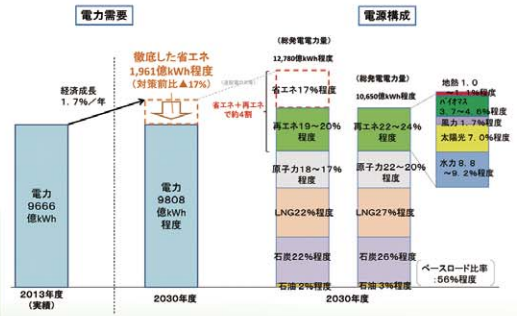 電力需要
電源構成
徹底した省エネ
1,961億kWh程度
(対策前比▲17%)
経済成長
1.7%/年
電力
9666
億kWh
2013年度
(実績)
電力
9808
億kWh
程度
2030年度
(総発電電力量)
12,780億kWh程度
省エネ+再エネ
で約4割
省エネ17%程度
再エネ19~20%
程度
原子力18~17%
程度
LNG22%程度
石炭22%程度
石油 2%程度
(総発電電力量)
10,650億kWh程度
再エネ22~24%
程度
原子力22~20%
程度
LNG27%程度
石炭26%程度
石油 3%程度
2030年度
地熱 1.0
~1.1%程度
バイオマス
3.7~4.6%程度
風力 1.7%程度
太陽光 7.0%程度
水力 8.8
~9.2%程度
ベースロード比率
:56%程度